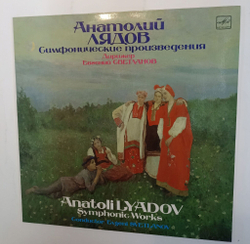 Анатолий
ЛЯДОВ
Симфонические произведения
Дирижер
Евгений СВЕТЛАНОВ
Anatoli LYADOV
Symphonic Works